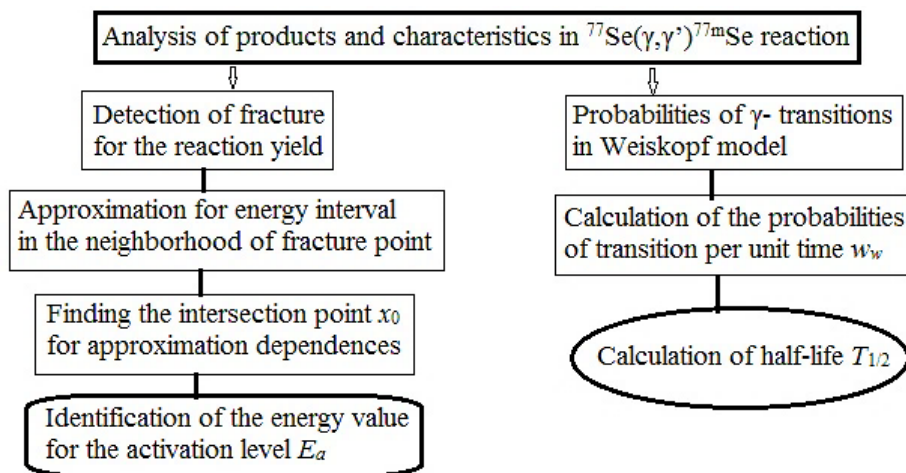 Analysis of products and characteristics in ⁷⁷Se(γ,γ’)⁷⁷ᵐSe reaction
Detection of fracture
for the reaction yield
Approximation for energy interval
in the neighborhood of fracture point
Finding the intersection point x₀
for approximation dependences
Identification of the energy value
for the activation level Eₐ
Probabilities of γ- transitions
in Weiskopf model
Calculation of the probabilities
of transition per unit time w_w
Calculation of half-life T₁/₂